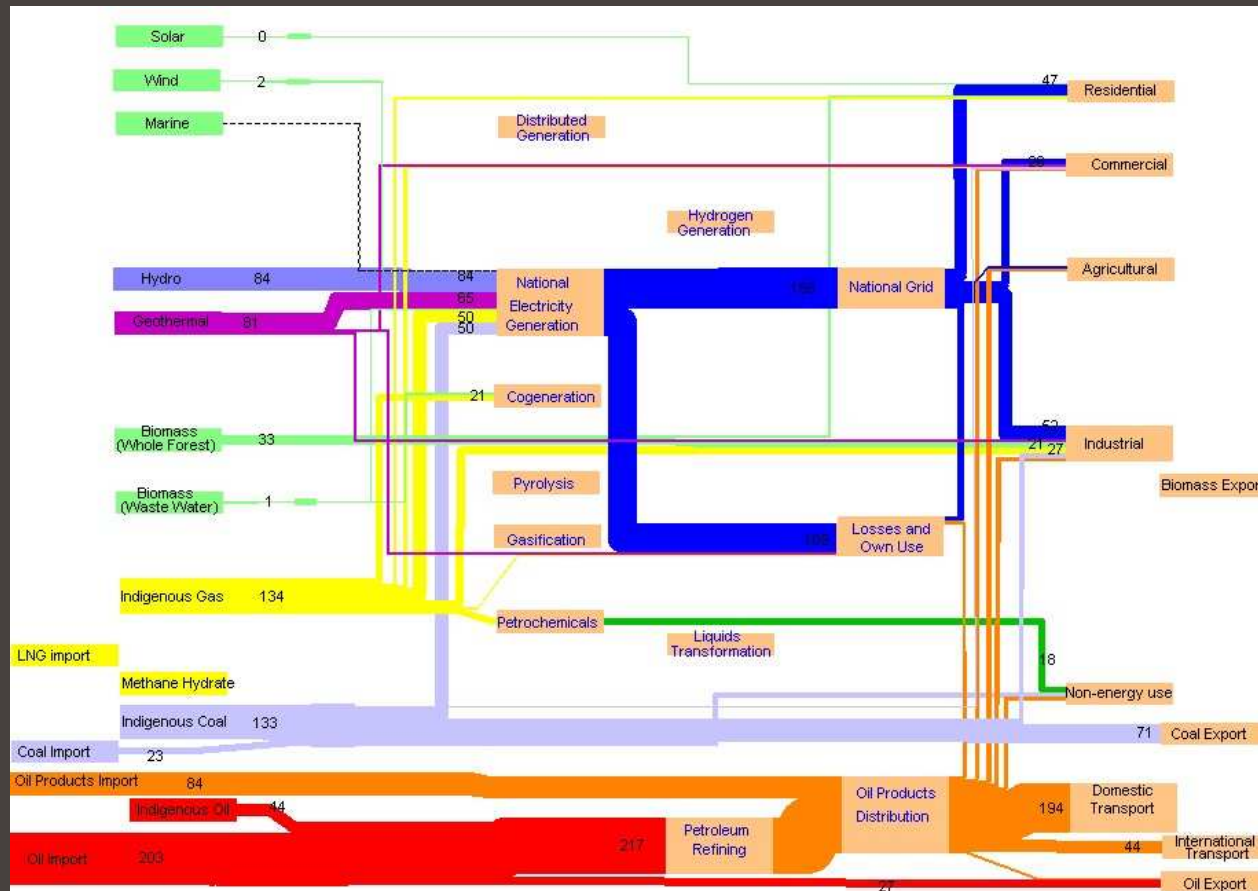 Solar 0
47
Residential
Wind 2
Marine
Distributed
Generation
Commercial
Hydrogen
Generation
Hydro 84 84
National
Electricity
Generation
National Grid
Agricultural
Geothermal 81 65
50
50
21 Cogeneration
Biomass
(Whole Forest) 33
21 27
Industrial
Pyrolysis
Biomass Expor
Biomass
(Waste Water) 1
Gasification
Losses and
Own Use
Indigenous Gas 134
Petrochemicals
Liquids
Transformation
LNG import
18
Methane Hydrate
Non-energy use
Indigenous Coal 133
71 Coal Export
Coal Import 23
Oil Products Import 84
Oil Products
Distribution
194
Domestic
Transport
Indigenous Oil 44
217
Petroleum
Refining
44
International
Transport
Oil Import 203
27
Oil Export